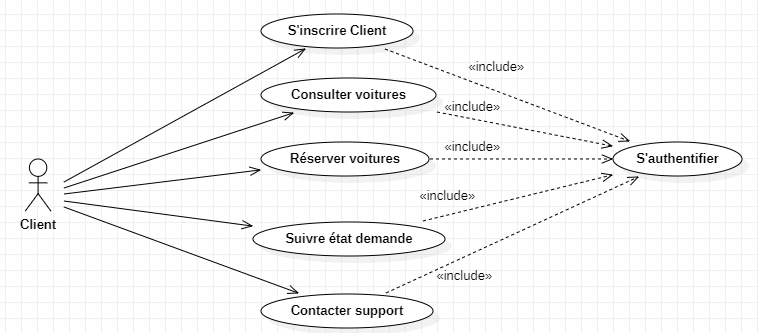 S'inscrire Client
«include»
Consulter voitures
«include»
Réserver voitures
«include»
S'authentifier
Client
«include»
Suivre état demande
«include»
Contacter support